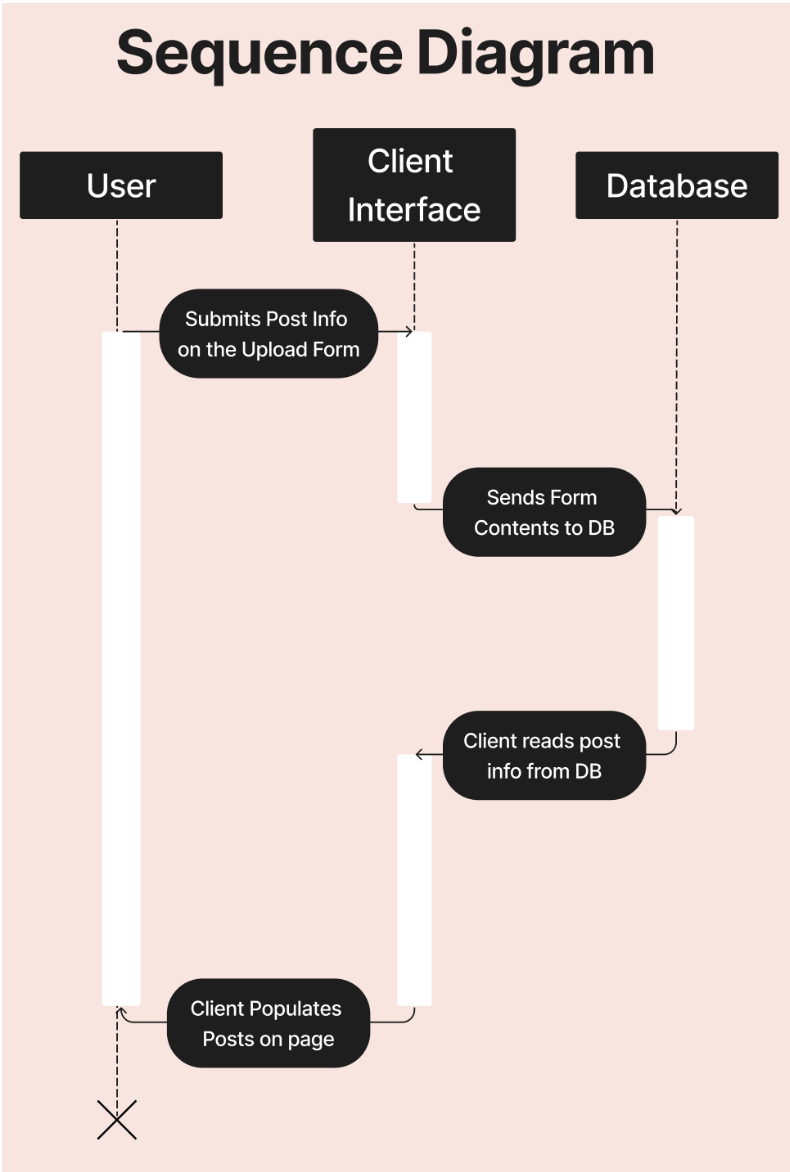 Sequence Diagram
User
Client
Interface
Database
Submits Post Info
on the Upload Form
Sends Form
Contents to DB
Client reads post
info from DB
Client Populates
Posts on page